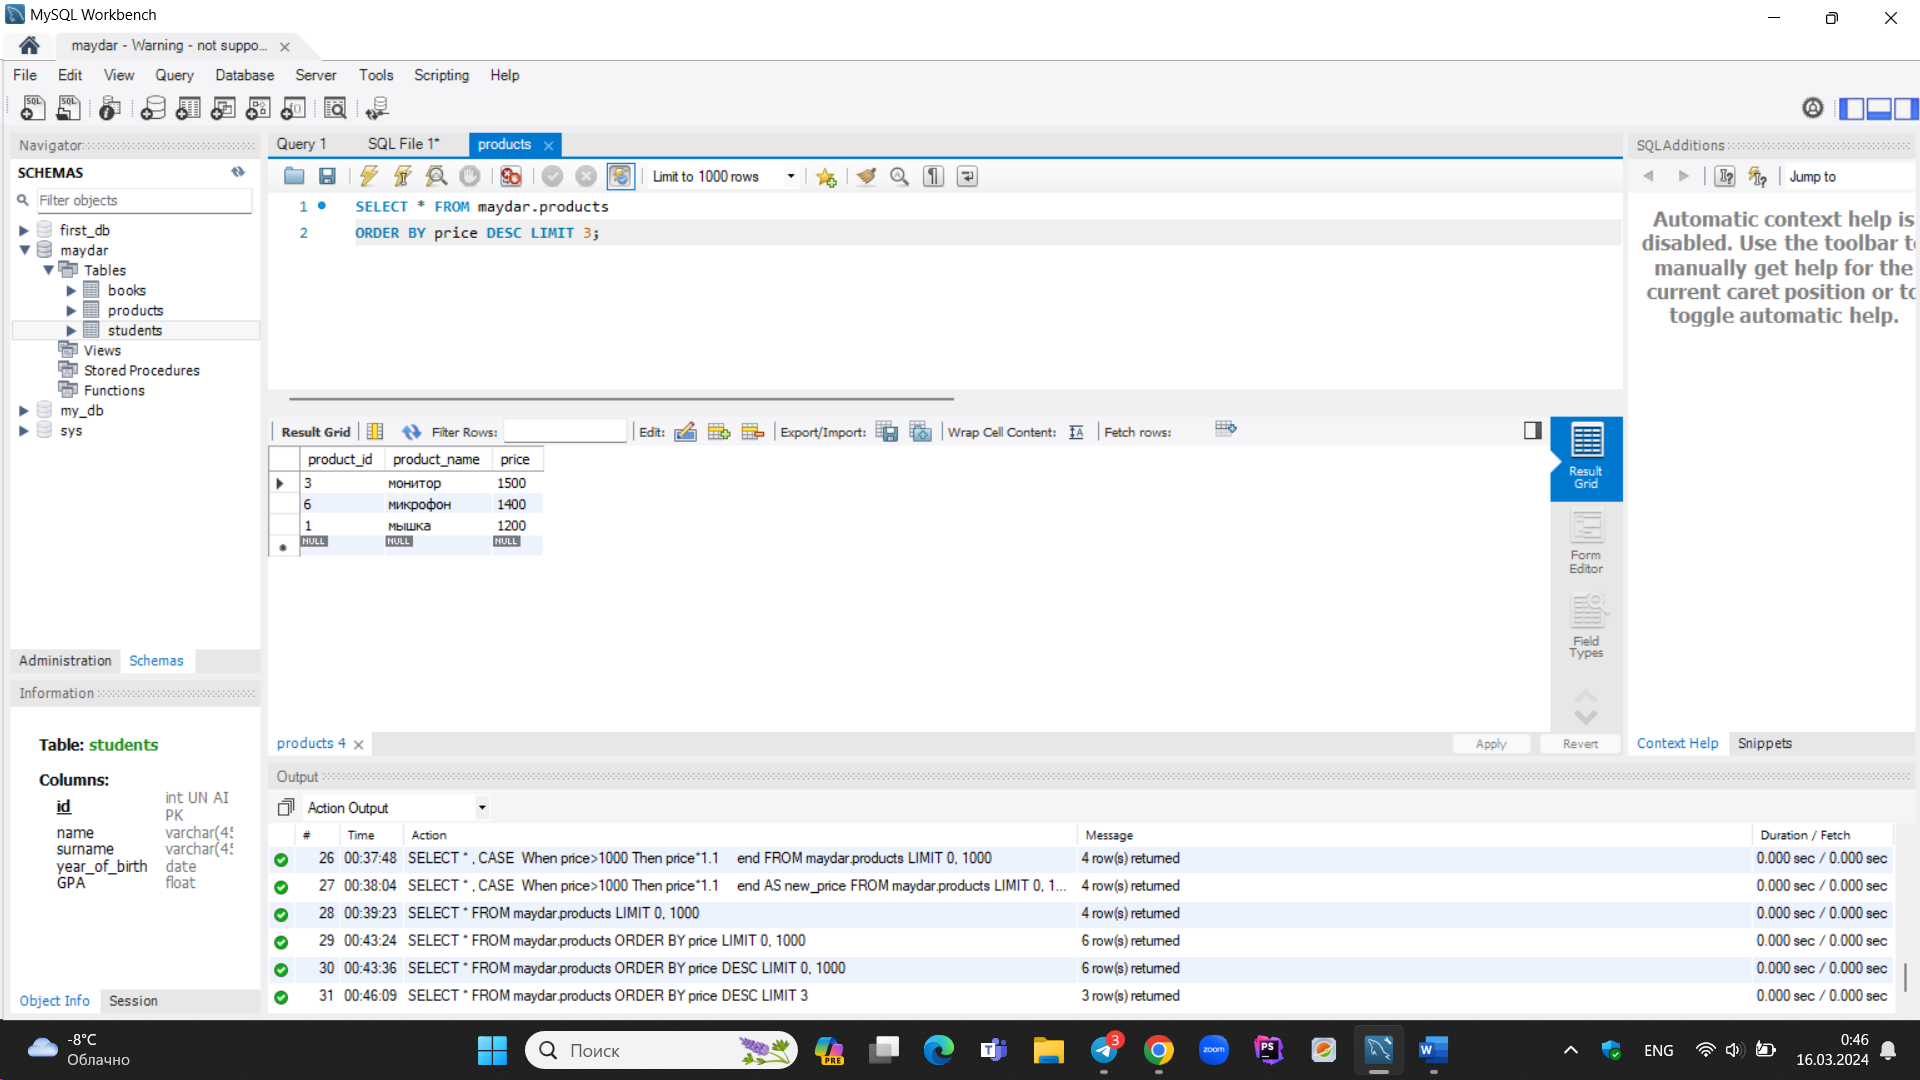 MySQL Workbench
maydar - Warning - not suppo...
File Edit View Query Database Server Tools Scripting Help
Navigator
SCHEMAS
Filter objects
first_db
maydar
Tables
books
products
students
Views
Stored Procedures
Functions
my_db
sys
Administration Schemas
Information
Table: students
Columns:
id int UN AI PK
name varchar(45
surname varchar(45
year_of_birth date
GPA float
Object Info Session
Query 1 SQL File 1* products
Limit to 1000 rows
1 SELECT * FROM maydar.products
2 ORDER BY price DESC LIMIT 3;
Result Grid Filter Rows: Edit: Export/Import: Wrap Cell Content: Fetch rows:
product_id product_name price
3 монитор 1500
6 микрофон 1400
1 мышка 1200
NULL NULL NULL
Result Grid
Form Editor
Field Types
products 4
Apply Revert
SQLAdditions
Jump to
Automatic context help is
disabled. Use the toolbar t
manually get help for the
current caret position or to
toggle automatic help.
Context Help Snippets
Output
Action Output
# Time Action Message Duration / Fetch
26 00:37:48 SELECT * , CASE When price>1000 Then price*1.1 end FROM maydar.products LIMIT 0, 1000 4 row(s) returned 0.000 sec / 0.000 sec
27 00:38:04 SELECT * , CASE When price>1000 Then price*1.1 end AS new_price FROM maydar.products LIMIT 0, 1... 4 row(s) returned 0.000 sec / 0.000 sec
28 00:39:23 SELECT * FROM maydar.products LIMIT 0, 1000 4 row(s) returned 0.000 sec / 0.000 sec
29 00:43:24 SELECT * FROM maydar.products ORDER BY price LIMIT 0, 1000 6 row(s) returned 0.000 sec / 0.000 sec
30 00:43:36 SELECT * FROM maydar.products ORDER BY price DESC LIMIT 0, 1000 6 row(s) returned 0.000 sec / 0.000 sec
31 00:46:09 SELECT * FROM maydar.products ORDER BY price DESC LIMIT 3 3 row(s) returned 0.000 sec / 0.000 sec
-8°C
Облачно
Поиск
PRE
3
zoom
PS
ENG
0:46
16.03.2024